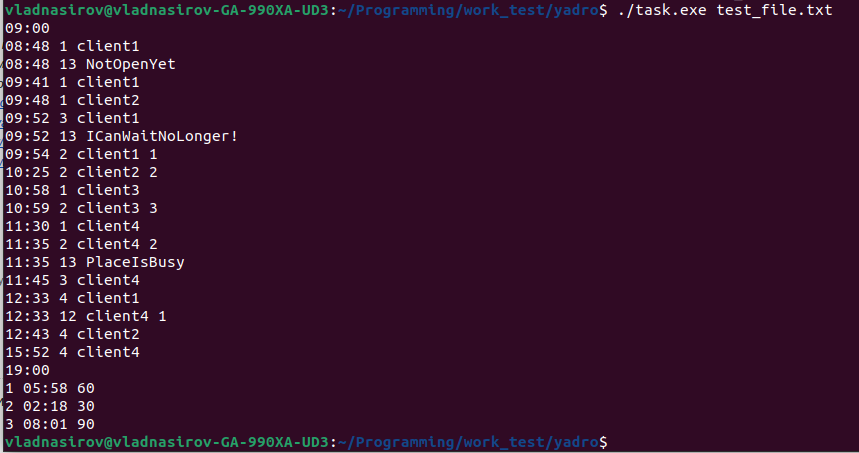 vladnasirov@vladnasirov-GA-990XA-UD3:~/Programming/work_test/yadro$ ./task.exe test_file.txt
09:00
08:48 1 client1
08:48 13 NotOpenYet
09:41 1 client1
09:48 1 client2
09:52 3 client1
09:52 13 ICanWaitNoLonger!
09:54 2 client1 1
10:25 2 client2 2
10:58 1 client3
10:59 2 client3 3
11:30 1 client4
11:35 2 client4 2
11:35 13 PlaceIsBusy
11:45 3 client4
12:33 4 client1
12:33 12 client4 1
12:43 4 client2
15:52 4 client4
19:00
1 05:58 60
2 02:18 30
3 08:01 90
vladnasirov@vladnasirov-GA-990XA-UD3:~/Programming/work_test/yadro$